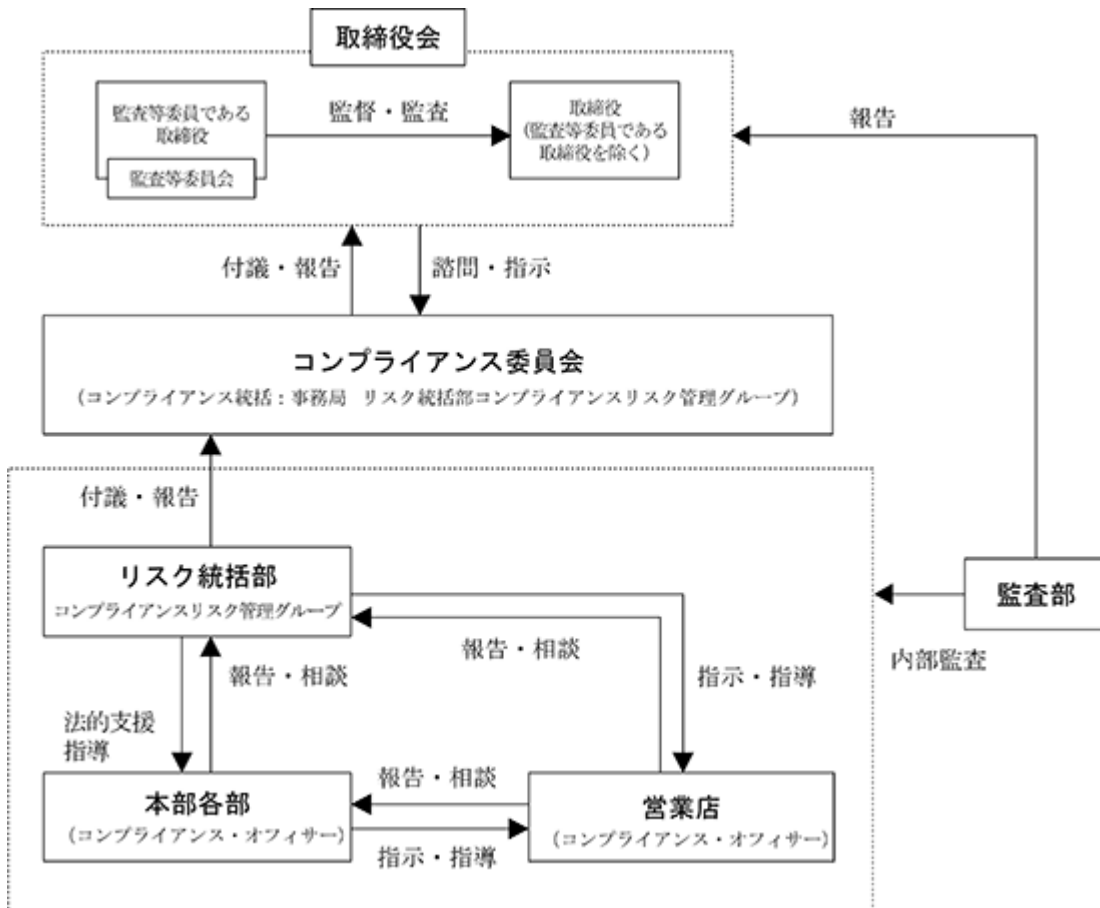 取締役会
監査等委員である
取締役
監査等委員会
監督・監査
取締役
(監査等委員である
取締役を除く)
報告
付議・報告
諮問・指示
コンプライアンス委員会
(コンプライアンス統括:事務局　リスク統括部コンプライアンスリスク管理グループ)
付議・報告
リスク統括部
コンプライアンスリスク管理グループ
監査部
内部監査
報告・相談
報告・相談
指示・指導
法的支援
指導
本部各部
(コンプライアンス・オフィサー)
報告・相談
指示・指導
営業店
(コンプライアンス・オフィサー)